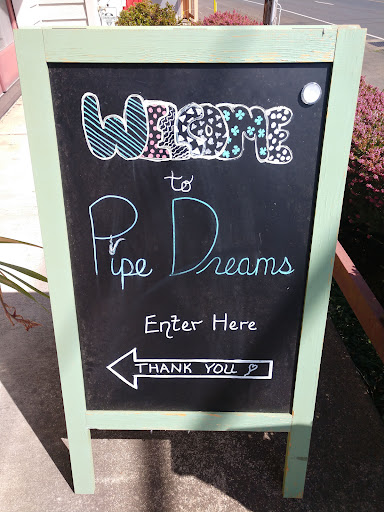 WELCOME
to
Pipe Dreams
Enter Here
THANK YOU